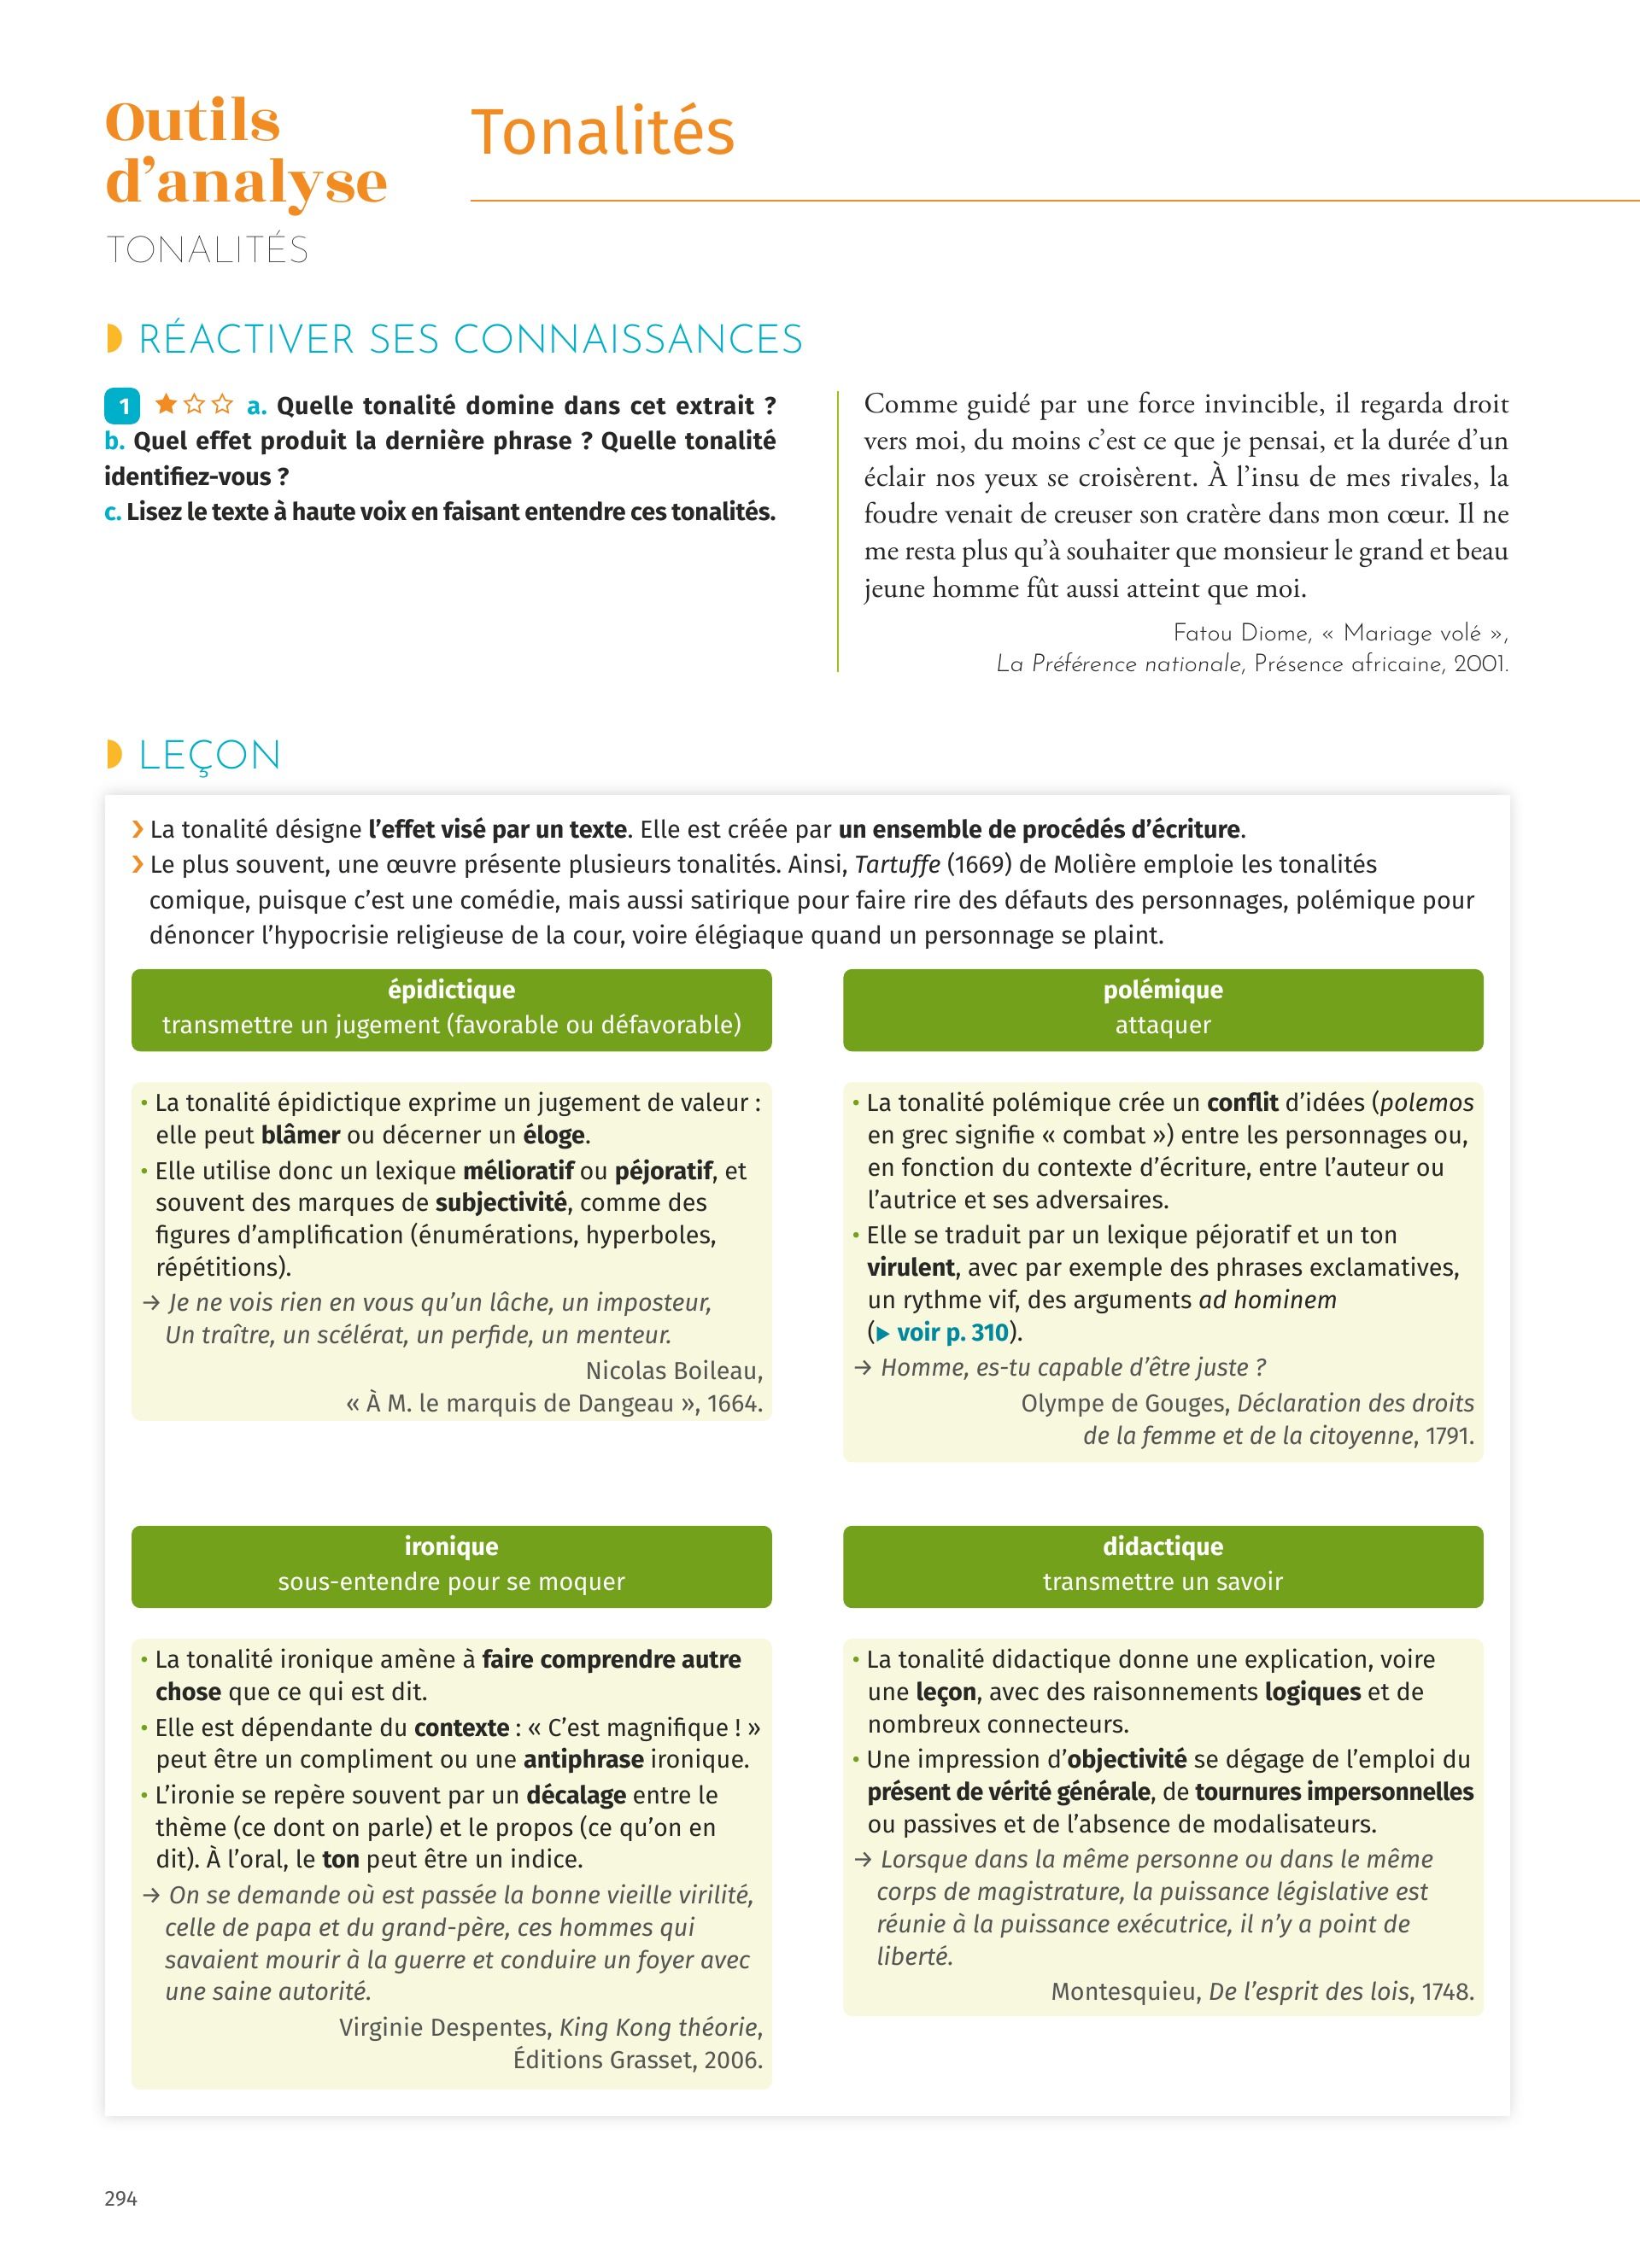 Outils
d'analyse
TONALITÉS
Tonalités
RÉACTIVER SES CONNAISSANCES
1 a. Quelle tonalité domine dans cet extrait ?
b. Quel effet produit la dernière phrase ? Quelle tonalité
identifiez-vous ?
c. Lisez le texte à haute voix en faisant entendre ces tonalités.
Comme guidé par une force invincible, il regarda droit
vers moi, du moins c'est ce que je pensai, et la durée d'un
éclair nos yeux se croisèrent. À l'insu de mes rivales, la
foudre venait de creuser son cratère dans mon cœur. Il ne
me resta plus qu'à souhaiter que monsieur le grand et beau
jeune homme fût aussi atteint que moi.
Fatou Diome, « Mariage volé »,
La Préférence nationale, Présence africaine, 2001.
LEÇON
› La tonalité désigne l'effet visé par un texte. Elle est créée par un ensemble de procédés d'écriture.
› Le plus souvent, une œuvre présente plusieurs tonalités. Ainsi, Tartuffe (1669) de Molière emploie les tonalités
comique, puisque c'est une comédie, mais aussi satirique pour faire rire des défauts des personnages, polémique pour
dénoncer l'hypocrisie religieuse de la cour, voire élégiaque quand un personnage se plaint.
épidictique
transmettre un jugement (favorable ou défavorable)
• La tonalité épidictique exprime un jugement de valeur :
elle peut blâmer ou décerner un éloge.
• Elle utilise donc un lexique mélioratif ou péjoratif, et
souvent des marques de subjectivité, comme des
figures d'amplification (énumérations, hyperboles,
répétitions).
→ Je ne vois rien en vous qu'un lâche, un imposteur,
Un traître, un scélérat, un perfide, un menteur.
Nicolas Boileau,
« À M. le marquis de Dangeau », 1664.
polémique
attaquer
• La tonalité polémique crée un conflit d'idées (polemos
en grec signifie « combat ») entre les personnages ou,
en fonction du contexte d'écriture, entre l'auteur ou
l'autrice et ses adversaires.
• Elle se traduit par un lexique péjoratif et un ton
virulent, avec par exemple des phrases exclamatives,
un rythme vif, des arguments ad hominem
(▶ voir p. 310).
→ Homme, es-tu capable d'être juste ?
Olympe de Gouges, Déclaration des droits
de la femme et de la citoyenne, 1791.
ironique
sous-entendre pour se moquer
• La tonalité ironique amène à faire comprendre autre
chose que ce qui est dit.
• Elle est dépendante du contexte : « C'est magnifique ! »
peut être un compliment ou une antiphrase ironique.
• L'ironie se repère souvent par un décalage entre le
thème (ce dont on parle) et le propos (ce qu'on en
dit). À l'oral, le ton peut être un indice.
→ On se demande où est passée la bonne vieille virilité,
celle de papa et du grand-père, ces hommes qui
savaient mourir à la guerre et conduire un foyer avec
une saine autorité.
Virginie Despentes, King Kong théorie,
Éditions Grasset, 2006.
didactique
transmettre un savoir
• La tonalité didactique donne une explication, voire
une leçon, avec des raisonnements logiques et de
nombreux connecteurs.
• Une impression d'objectivité se dégage de l'emploi du
présent de vérité générale, de tournures impersonnelles
ou passives et de l'absence de modalisateurs.
→ Lorsque dans la même personne ou dans le même
corps de magistrature, la puissance législative est
réunie à la puissance exécutrice, il n'y a point de
liberté.
Montesquieu, De l'esprit des lois, 1748.
294